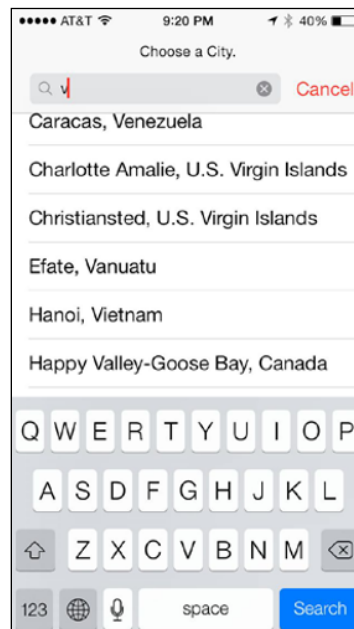 AT&T 9:20 PM 40%
Choose a City.
v Cancel
Caracas, Venezuela
Charlotte Amalie, U.S. Virgin Islands
Christiansted, U.S. Virgin Islands
Efate, Vanuatu
Hanoi, Vietnam
Happy Valley-Goose Bay, Canada
Q W E R T Y U I O P
A S D F G H J K L
Z X C V B N M
123 space Search